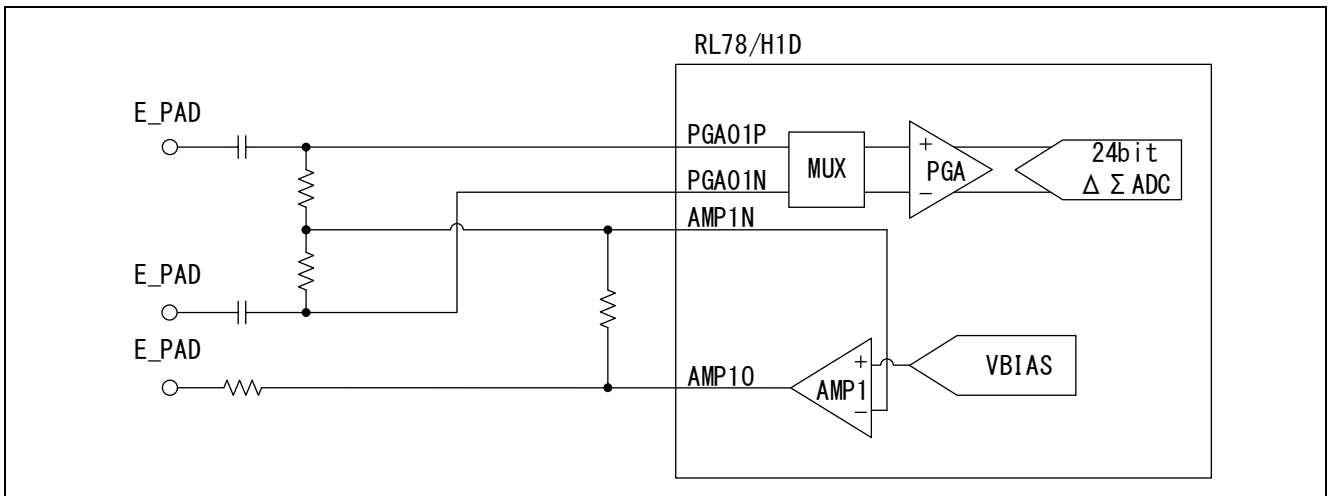 RL78/H1D
E_PAD
PGA01P
MUX
+
-
PGA
24bit
ΔΣADC
PGA01N
AMP1N
E_PAD
E_PAD
AMP1O
+
-
AMP1
VBIAS